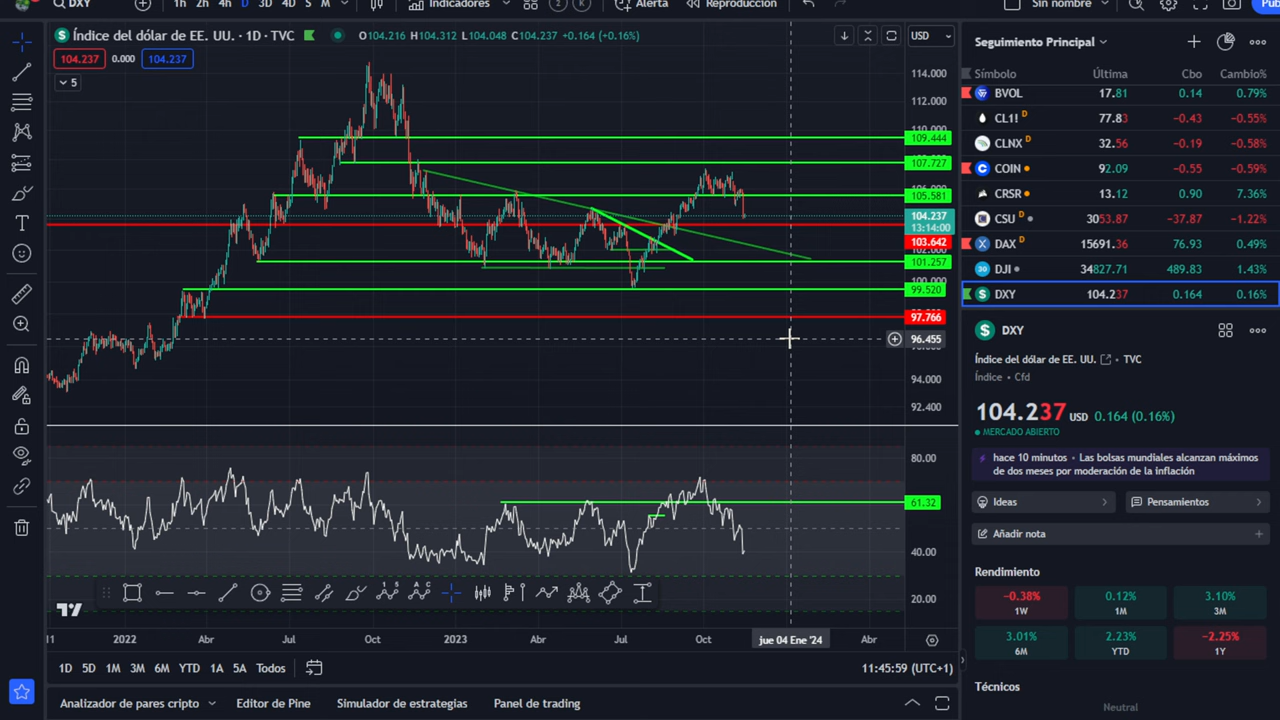 DXY
1h 2h 4h D 3D 4D S M
Indicadores
2 K
Alerta
Reproducción
Sin nombre
Índice del dólar de EE. UU. · 1D · TVC
O104.216 H104.312 L104.048 C104.237 +0.164 (+0.16%)
USD
104.237 0.000 104.237
5
114.000
112.000
110.000
109.444
107.727
105.581
104.237
13:14:00
103.642
102.000
101.257
99.520
97.766
96.455
94.000
92.400
80.00
61.32
40.00
20.00
11 2022 Abr Jul Oct 2023 Abr Jul Oct jue 04 Ene '24 Abr
1D 5D 1M 3M 6M YTD 1A 5A Todos
11:45:59 (UTC+1)
Analizador de pares cripto Editor de Pine Simulador de estrategias Panel de trading
Seguimiento Principal
Símbolo Última Cbo Cambio%
BVOL 17.81 0.14 0.79%
CL1! D 77.83 −0.43 −0.55%
CLNX D 32.56 −0.19 −0.58%
COIN 92.09 −0.55 −0.59%
CRSR 13.12 0.90 7.36%
CSU D 3053.87 −37.87 −1.22%
DAX D 15691.36 76.93 0.49%
DJI 34827.71 489.83 1.43%
DXY 104.237 0.164 0.16%
DXY
Índice del dólar de EE. UU. • TVC
Índice • Cfd
104.237 USD 0.164 (0.16%)
MERCADO ABIERTO
hace 10 minutos • Las bolsas mundiales alcanzan máximos
de dos meses por moderación de la inflación
Ideas
Pensamientos
Añadir nota
Rendimiento
−0.38% 0.12% 3.10%
1W 1M 3M
3.01% 2.23% −2.25%
6M YTD 1Y
Técnicos
Neutral